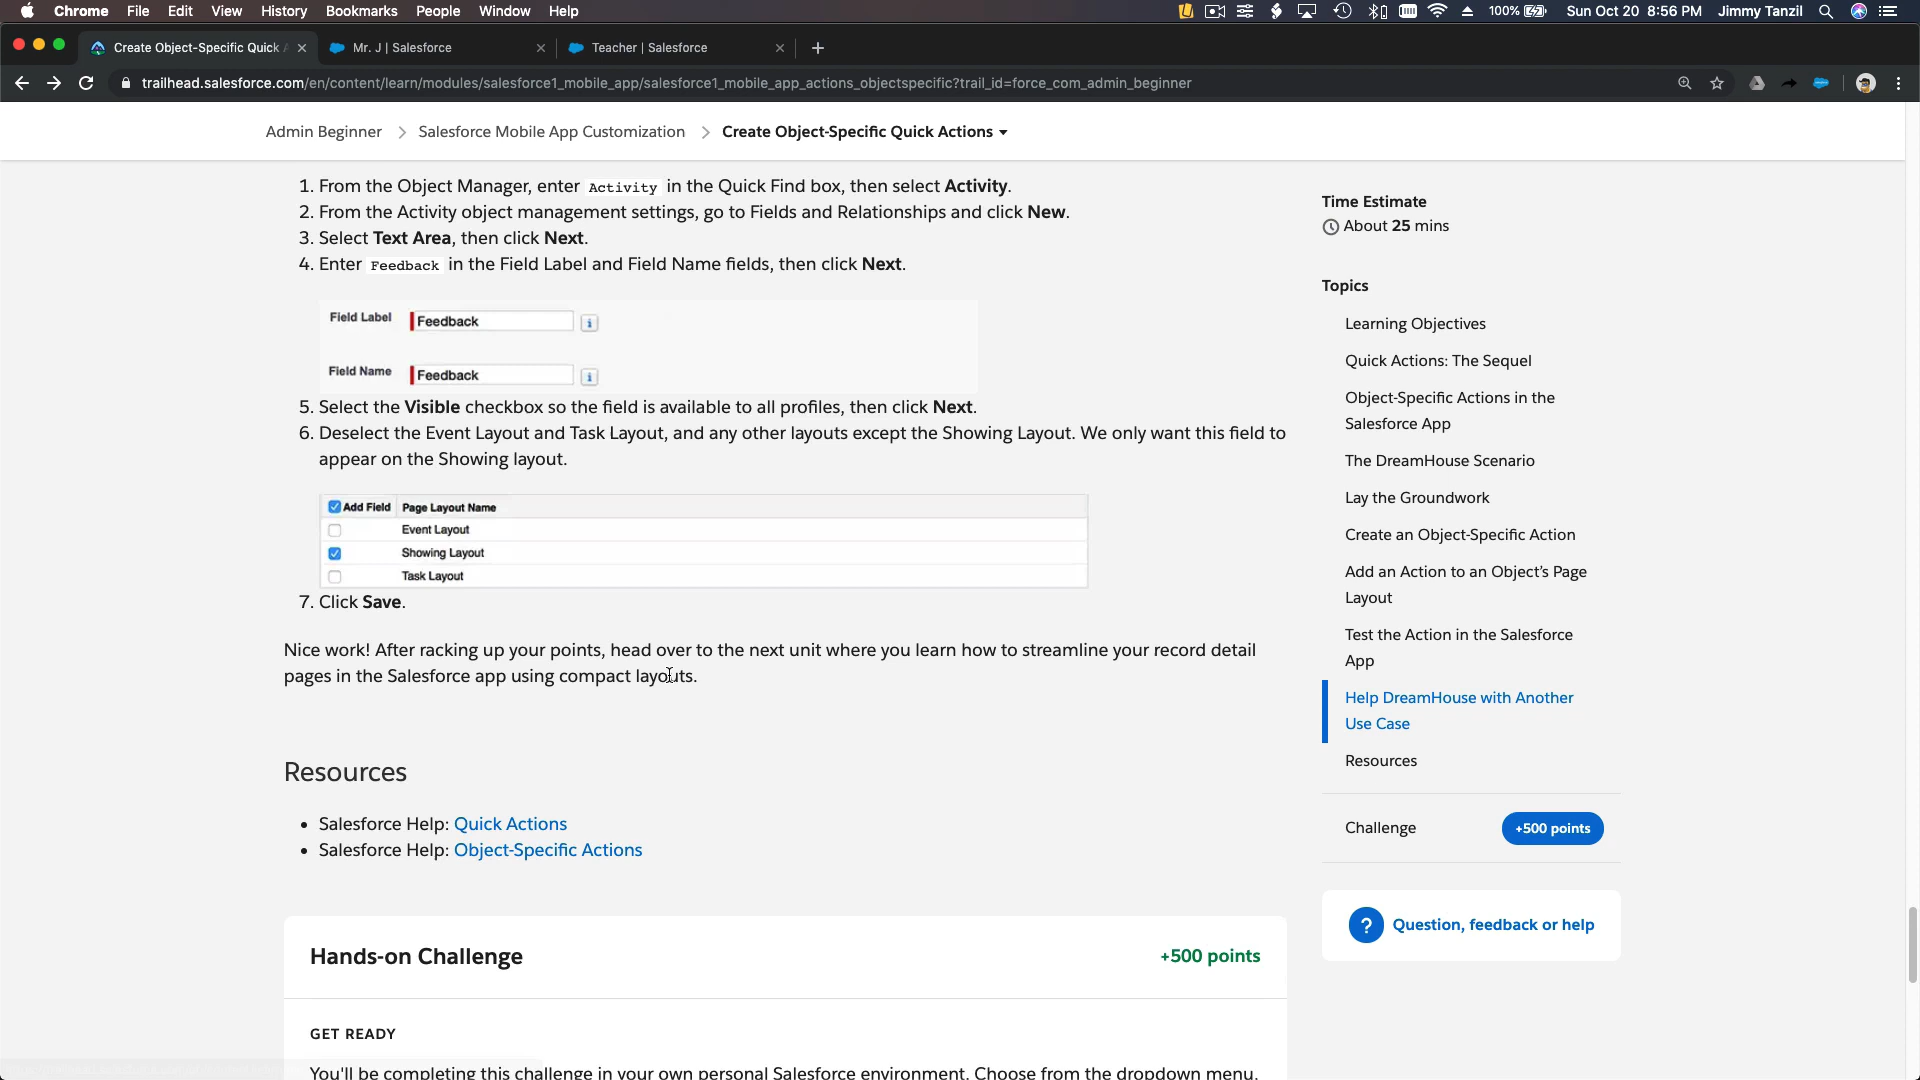 Chrome File Edit View History Bookmarks People Window Help 100% Sun Oct 20 8:56 PM Jimmy Tanzil
Create Object-Specific Quick A Mr. J | Salesforce Teacher | Salesforce
trailhead.salesforce.com/en/content/learn/modules/salesforce1_mobile_app/salesforce1_mobile_app_actions_objectspecific?trail_id=force_com_admin_beginner
Admin Beginner Salesforce Mobile App Customization Create Object-Specific Quick Actions
1. From the Object Manager, enter Activity in the Quick Find box, then select Activity.
2. From the Activity object management settings, go to Fields and Relationships and click New.
3. Select Text Area, then click Next.
4. Enter Feedback in the Field Label and Field Name fields, then click Next.
Field Label Feedback
Field Name Feedback
5. Select the Visible checkbox so the field is available to all profiles, then click Next.
6. Deselect the Event Layout and Task Layout, and any other layouts except the Showing Layout. We only want this field to
appear on the Showing layout.
Add Field Page Layout Name
Event Layout
Showing Layout
Task Layout
7. Click Save.
Nice work! After racking up your points, head over to the next unit where you learn how to streamline your record detail
pages in the Salesforce app using compact layouts.
Resources
• Salesforce Help: Quick Actions
• Salesforce Help: Object-Specific Actions
Hands-on Challenge +500 points
GET READY
You'll be completing this challenge in your own personal Salesforce environment. Choose from the dropdown menu,
Time Estimate
About 25 mins
Topics
Learning Objectives
Quick Actions: The Sequel
Object-Specific Actions in the
Salesforce App
The DreamHouse Scenario
Lay the Groundwork
Create an Object-Specific Action
Add an Action to an Object's Page
Layout
Test the Action in the Salesforce
App
Help DreamHouse with Another
Use Case
Resources
Challenge +500 points
? Question, feedback or help